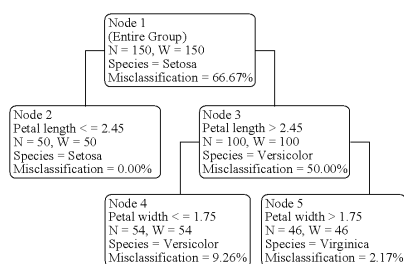 Node 1
(Entire Group)
N = 150, W = 150
Species = Setosa
Misclassification = 66.67%
Node 2
Petal length < = 2.45
N = 50, W = 50
Species = Setosa
Misclassification = 0.00%
Node 3
Petal length > 2.45
N = 100, W = 100
Species = Versicolor
Misclassification = 50.00%
Node 4
Petal width < = 1.75
N = 54, W = 54
Species = Versicolor
Misclassification = 9.26%
Node 5
Petal width > 1.75
N = 46, W = 46
Species = Virginica
Misclassification = 2.17%